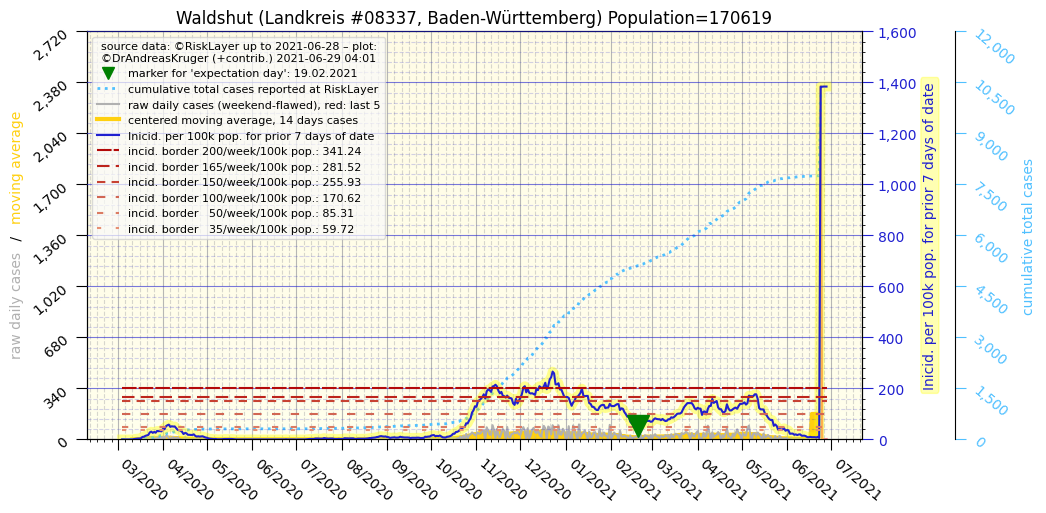 Waldshut (Landkreis #08337, Baden-Württemberg) Population=170619
source data: ©RiskLayer up to 2021-06-28 – plot:
©DrAndreasKruger (+contrib.) 2021-06-29 04:01
marker for 'expectation day': 19.02.2021
cumulative total cases reported at RiskLayer
raw daily cases (weekend-flawed), red: last 5
centered moving average, 14 days cases
Inicid. per 100k pop. for prior 7 days of date
incid. border 200/week/100k pop.: 341.24
incid. border 165/week/100k pop.: 281.52
incid. border 150/week/100k pop.: 255.93
incid. border 100/week/100k pop.: 170.62
incid. border   50/week/100k pop.: 85.31
incid. border   35/week/100k pop.: 59.72
raw daily cases / moving average
2,720
2,380
2,040
1,700
1,360
1,020
680
340
0
03/2020
04/2020
05/2020
06/2020
07/2020
08/2020
09/2020
10/2020
11/2020
12/2020
01/2021
02/2021
03/2021
04/2021
05/2021
06/2021
07/2021
1,600
1,400
1,200
1,000
800
600
400
200
0
Inicid. per 100k pop. for prior 7 days of date
12,000
10,500
9,000
7,500
6,000
4,500
3,000
1,500
0
cumulative total cases